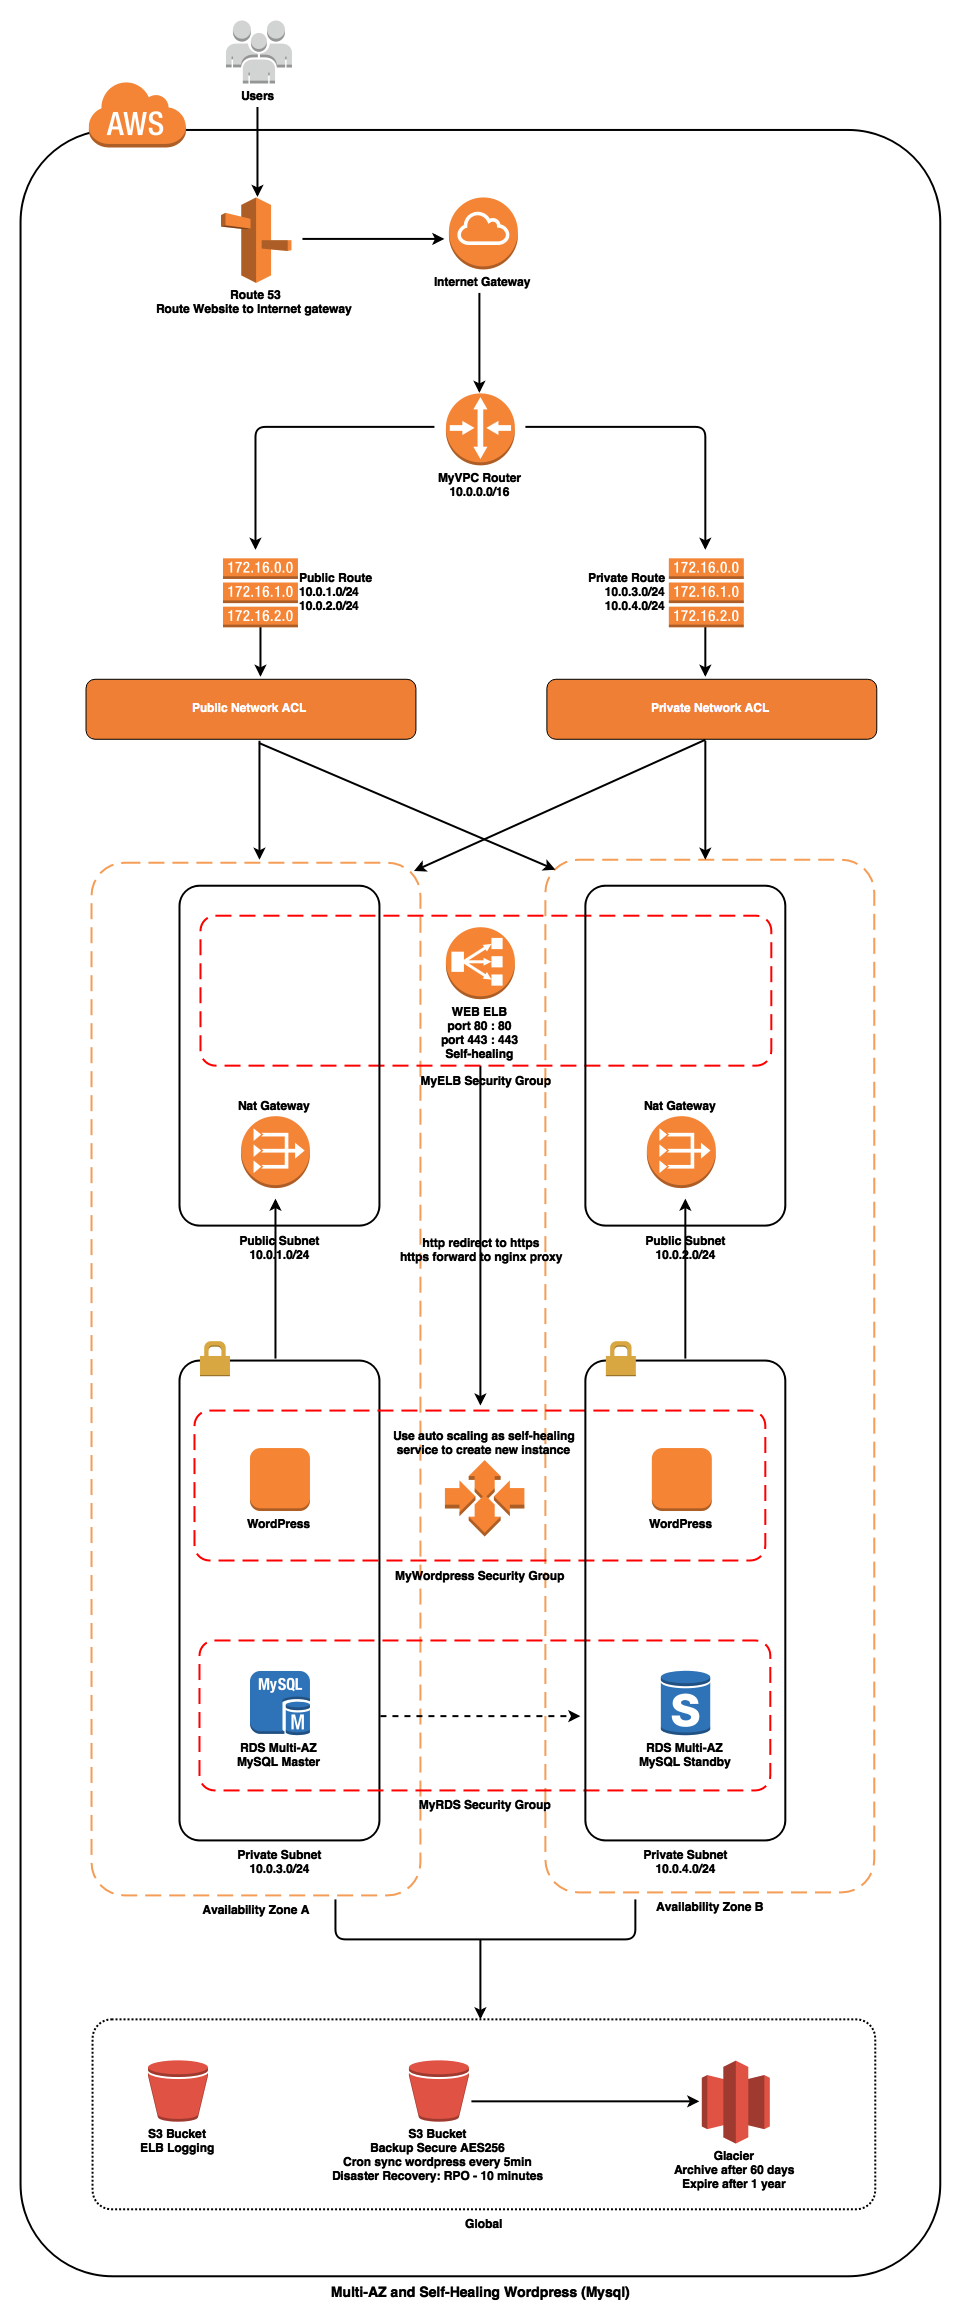 Users
AWS
Route 53
Route Website to Internet gateway
Internet Gateway
MyVPC Router
10.0.0.0/16
172.16.0.0
172.16.1.0
172.16.2.0
Public Route
10.0.1.0/24
10.0.2.0/24
Private Route
10.0.3.0/24
10.0.4.0/24
172.16.0.0
172.16.1.0
172.16.2.0
Public Network ACL
Private Network ACL
WEB ELB
port 80 : 80
port 443 : 443
Self-healing
MyELB Security Group
Nat Gateway
Nat Gateway
Public Subnet
10.0.1.0/24
http redirect to https
https forward to nginx proxy
Public Subnet
10.0.2.0/24
Use auto scaling as self-healing
service to create new instance
WordPress
WordPress
MyWordpress Security Group
MySQL
M
S
RDS Multi-AZ
MySQL Master
RDS Multi-AZ
MySQL Standby
MyRDS Security Group
Private Subnet
10.0.3.0/24
Private Subnet
10.0.4.0/24
Availability Zone A
Availability Zone B
S3 Bucket
ELB Logging
S3 Bucket
Backup Secure AES256
Cron sync wordpress every 5min
Disaster Recovery: RPO - 10 minutes
Glacier
Archive after 60 days
Expire after 1 year
Global
Multi-AZ and Self-Healing Wordpress (Mysql)